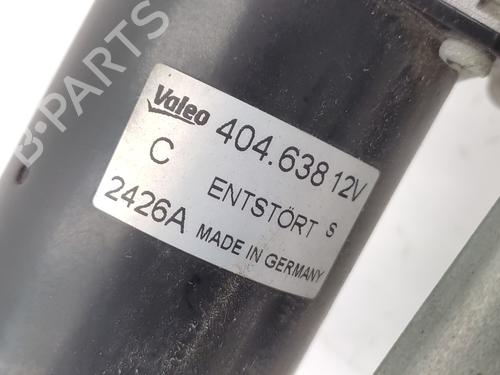 Valeo 404.638 12V
C ENTSTÖRT S
2426A MADE IN GERMANY
B-PARTS